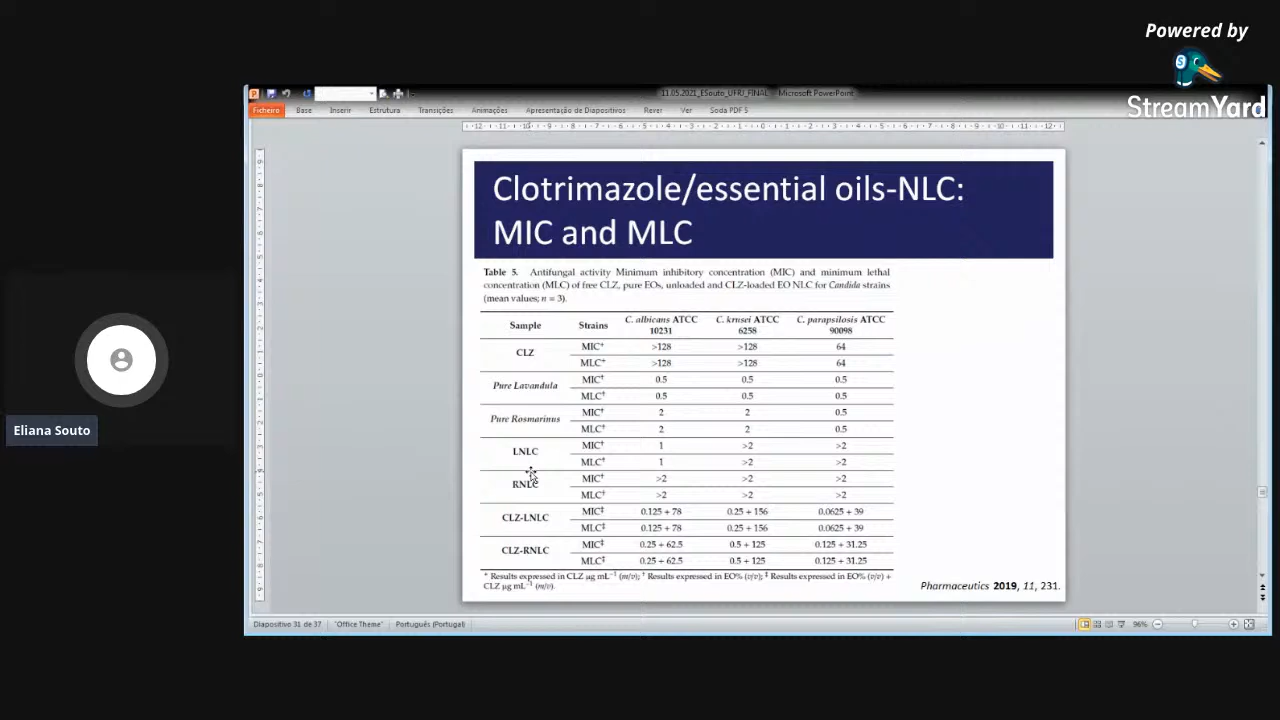 Powered by
StreamYard
11.05.2021_ESouto_UFRJ_FINAL - Microsoft PowerPoint
Ficheiro Base Inserir Estrutura Transições Animações Apresentação de Diapositivos Rever Ver Soda PDF 5
Clotrimazole/essential oils-NLC:
MIC and MLC
Table 5. Antifungal activity Minimum inhibitory concentration (MIC) and minimum lethal
concentration (MLC) of free CLZ, pure EOs, unloaded and CLZ-loaded EO NLC for Candida strains
(mean values; n = 3).
Sample Strains C. albicans ATCC 10231 C. krusei ATCC 6258 C. parapsilosis ATCC 90098
CLZ
MIC* >128 >128 64
MLC* >128 >128 64
Pure Lavandula
MIC† 0.5 0.5 0.5
MLC† 0.5 0.5 0.5
Pure Rosmarinus
MIC† 2 2 0.5
MLC† 2 2 0.5
LNLC
MIC† 1 >2 >2
MLC† 1 >2 >2
RNLC
MIC† >2 >2 >2
MLC† >2 >2 >2
CLZ-LNLC
MIC‡ 0.125 + 78 0.25 + 156 0.0625 + 39
MLC‡ 0.125 + 78 0.25 + 156 0.0625 + 39
CLZ-RNLC
MIC‡ 0.25 + 62.5 0.5 + 125 0.125 + 31.25
MLC‡ 0.25 + 62.5 0.5 + 125 0.125 + 31.25
* Results expressed in CLZ µg mL⁻¹ (m/v); † Results expressed in EO% (v/v); ‡ Results expressed in EO% (v/v) +
CLZ µg mL⁻¹ (m/v).
Pharmaceutics 2019, 11, 231.
Eliana Souto
Diapositivo 31 de 37 "Office Theme" Português (Portugal) 96%